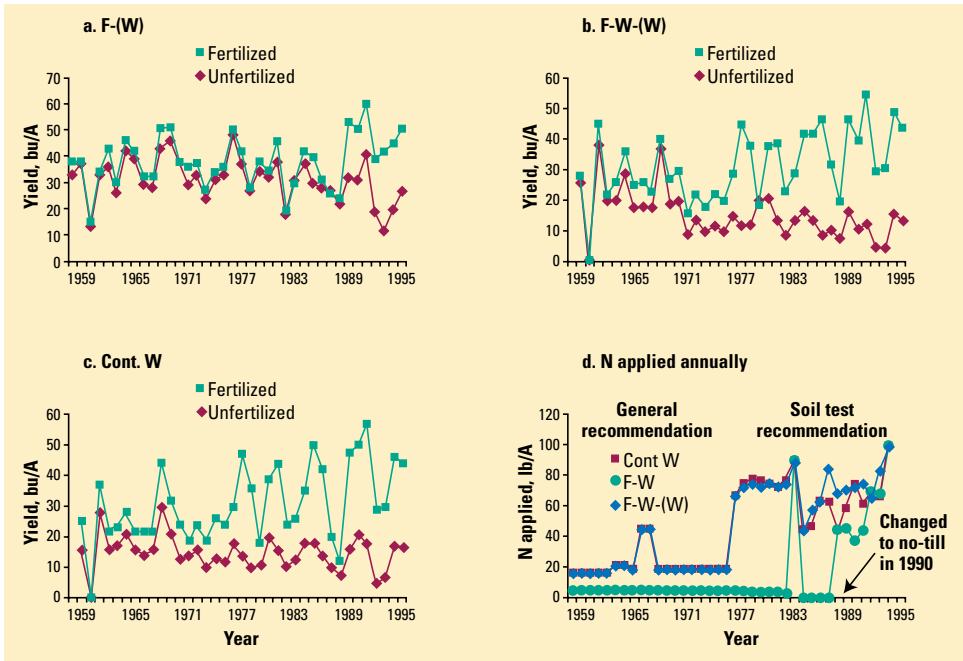 a. F-(W)
Fertilized
Unfertilized
Yield, bu/A
70
60
50
40
30
20
10
0
1959 1965 1971 1977 1983 1989 1995
b. F-W-(W)
Fertilized
Unfertilized
Yield, bu/A
60
50
40
30
20
10
0
1959 1965 1971 1977 1983 1989 1995
c. Cont. W
Fertilized
Unfertilized
Yield, bu/A
60
50
40
30
20
10
0
1959 1965 1971 1977 1983 1989 1995
Year
d. N applied annually
General
recommendation
Soil test
recommendation
Cont W
F-W
F-W-(W)
Changed
to no-till
in 1990
N applied, lb/A
120
100
80
60
40
20
0
1959 1965 1971 1977 1983 1989 1995
Year